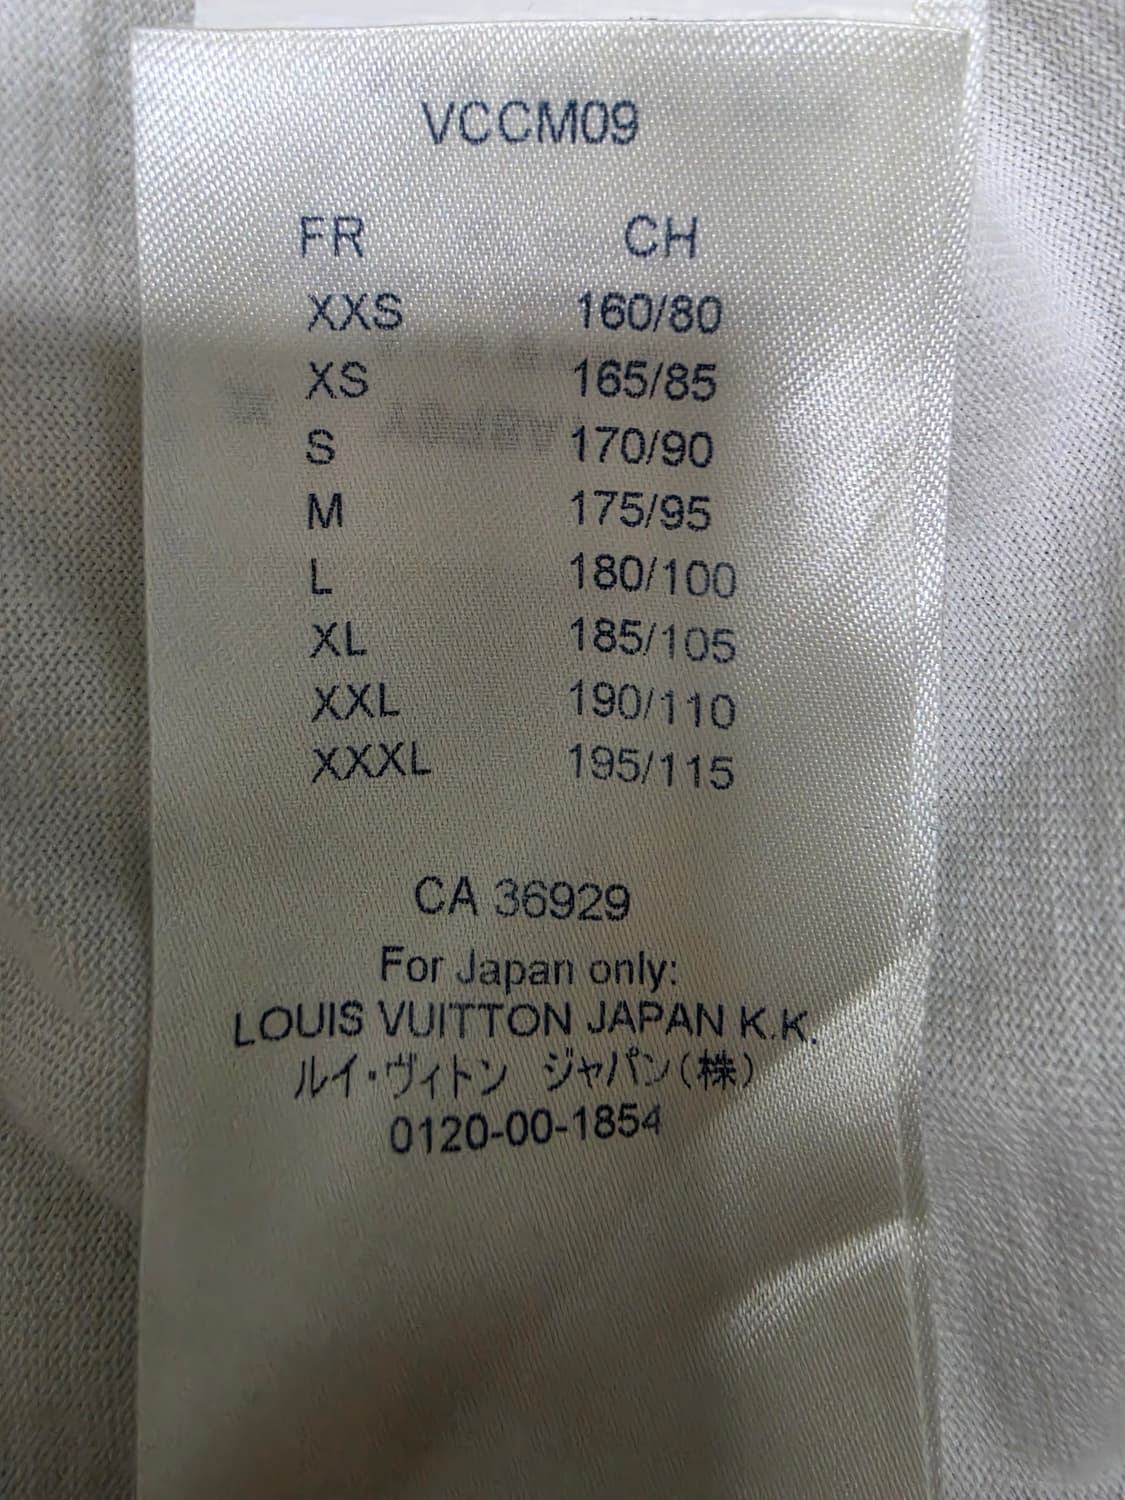 VCCM09
FR CH
XXS 160/80
XS 165/85
S 170/90
M 175/95
L 180/100
XL 185/105
XXL 190/110
XXXL 195/115
CA 36929
For Japan only:
LOUIS VUITTON JAPAN K.K.
ルイ・ヴィトン ジャパン(株)
0120-00-1854